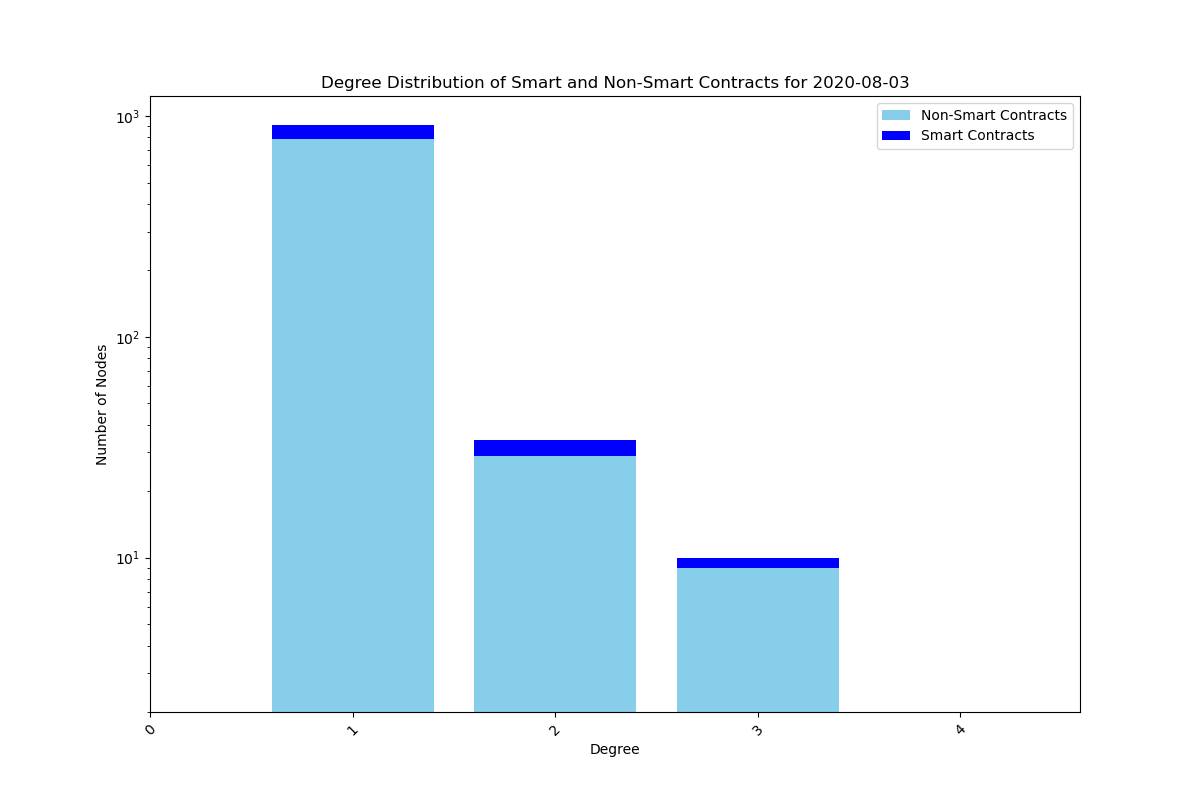 Degree Distribution of Smart and Non-Smart Contracts for 2020-08-03
Non-Smart Contracts
Smart Contracts
Number of Nodes
10³
10²
10¹
0
1
2
3
4
Degree